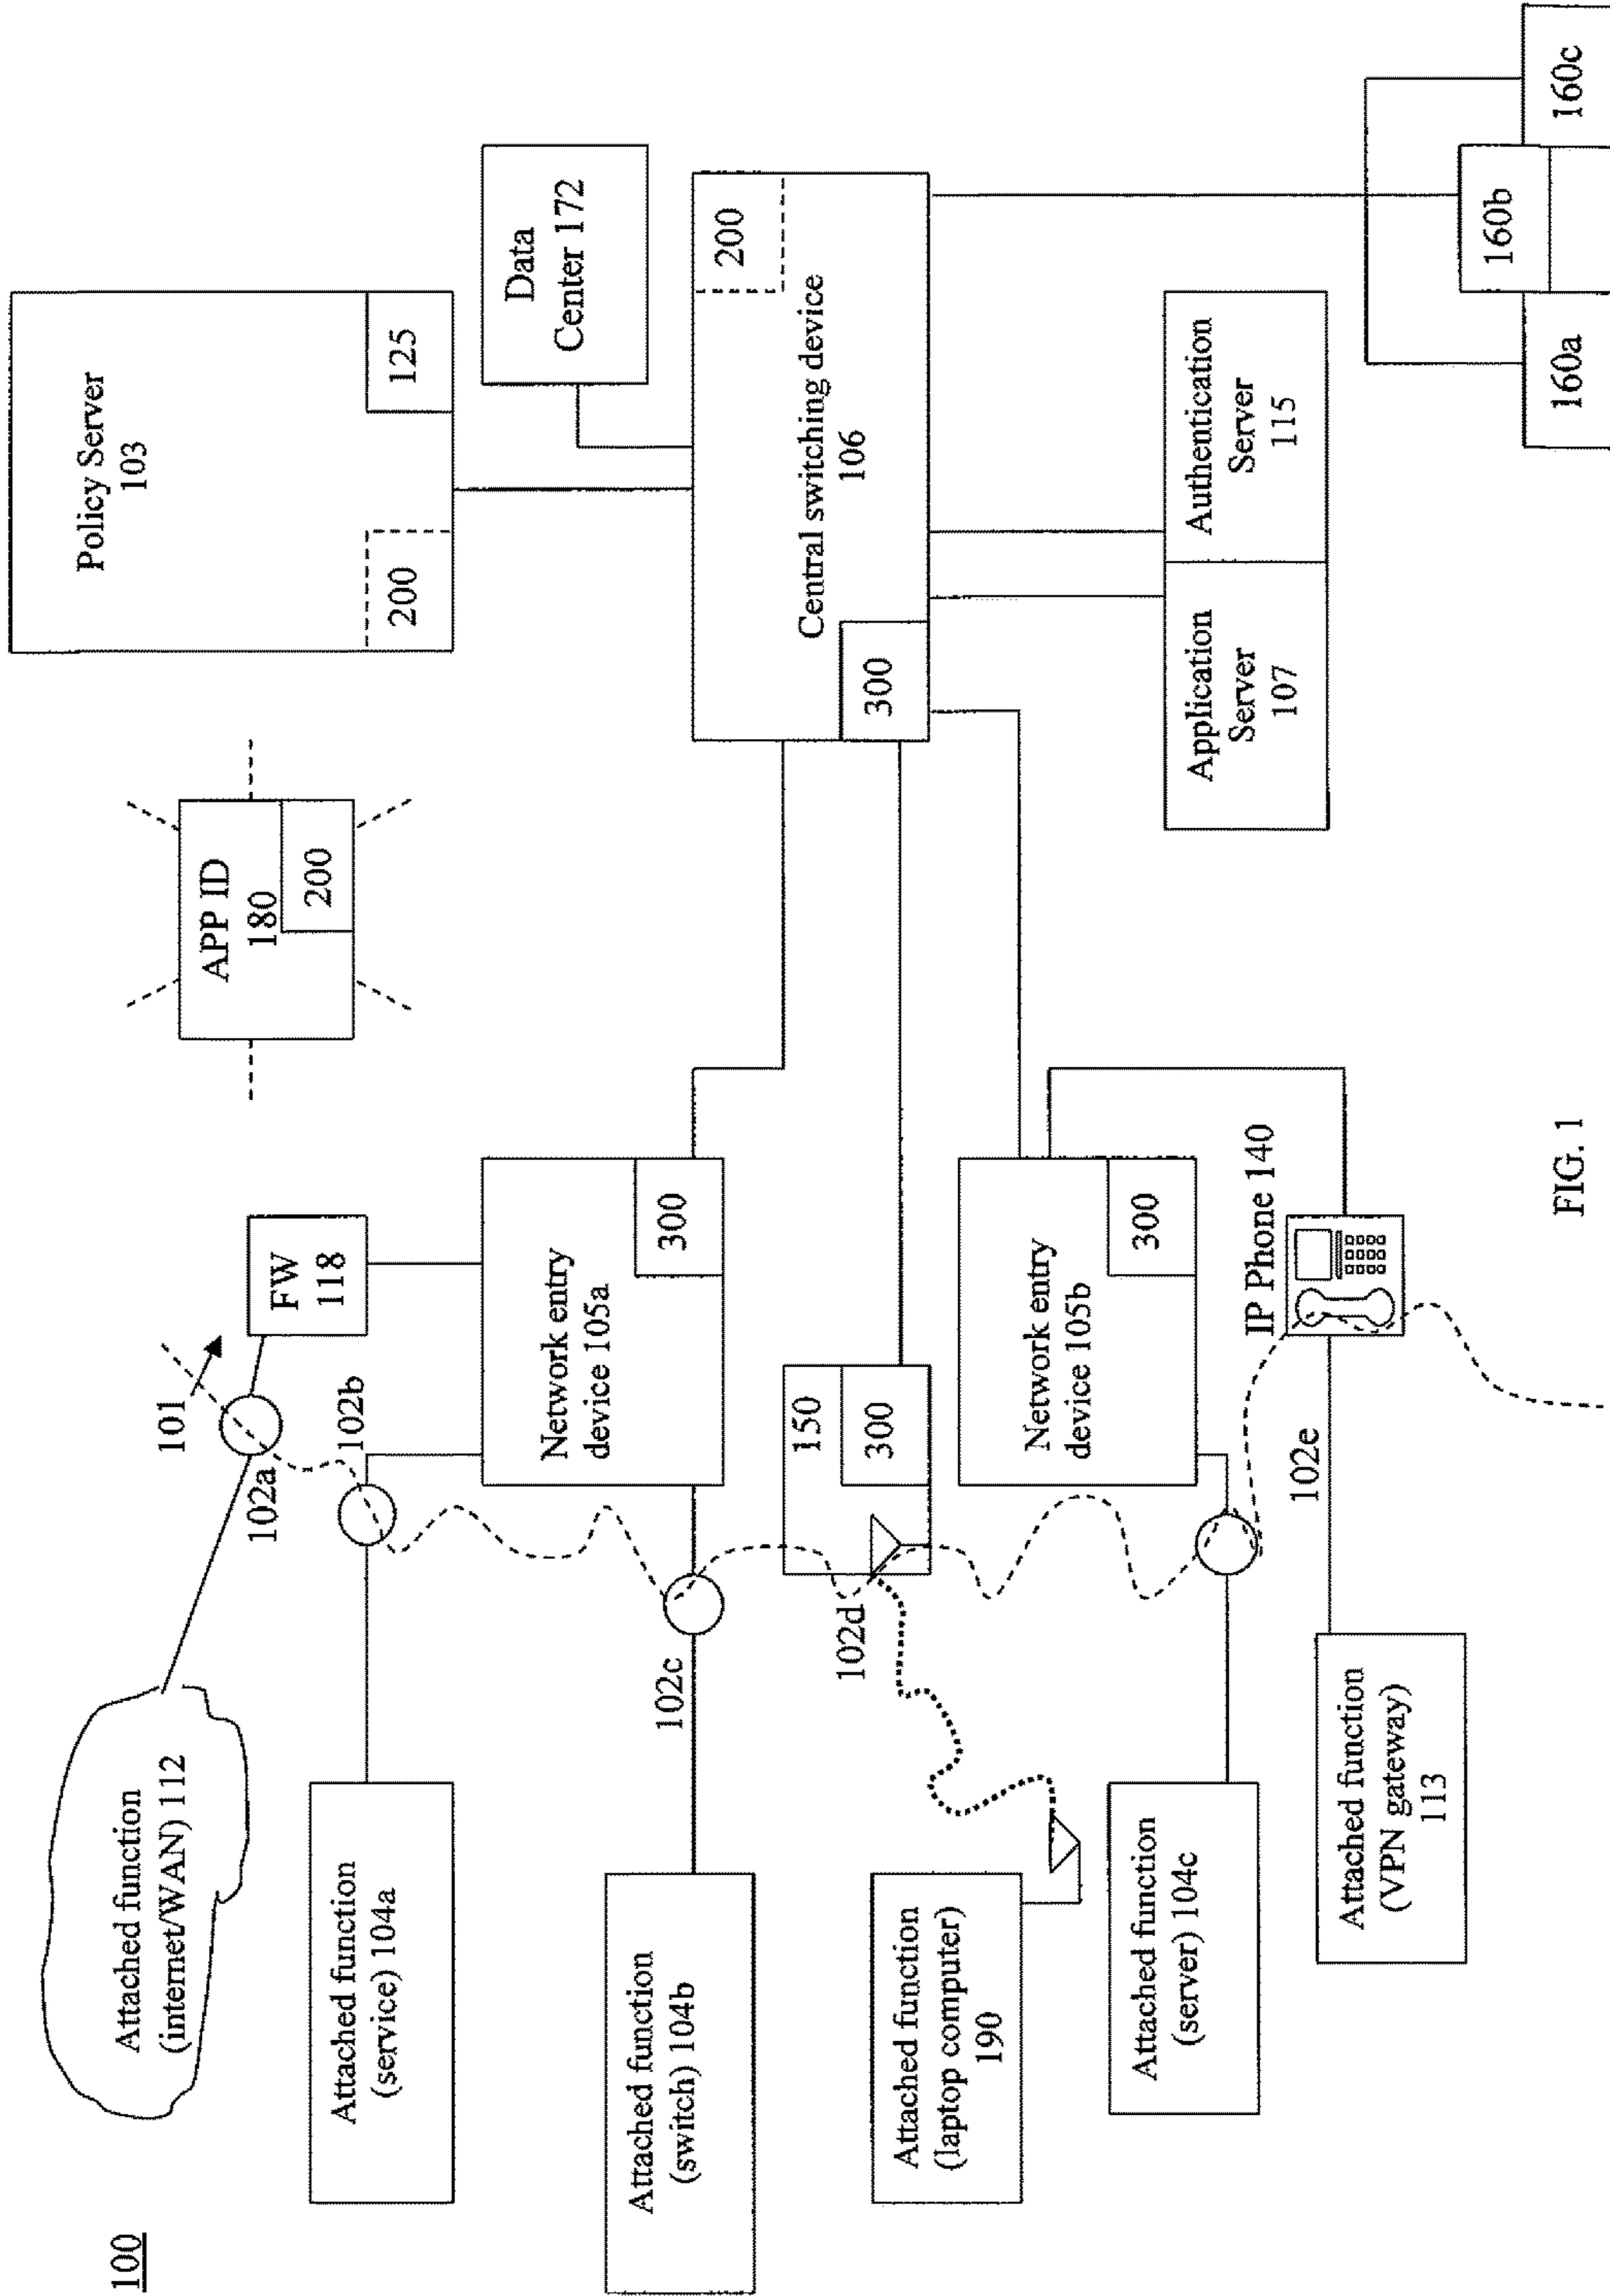 100
Attached function
(internet/WAN) 112
101
102a
FW
118
APP ID
180
200
Policy Server
103
200
125
Attached function
(service) 104a
102b
Network entry
device 105a
300
Data
Center 172
Attached function
(switch) 104b
102c
150
300
102d
Central switching device
106
200
300
Attached function
(laptop computer)
190
Network entry
device 105b
300
Attached function
(server) 104c
IP Phone 140
102e
Attached function
(VPN gateway)
113
Application
Server
107
Authentication
Server
115
160a
160b
160c
FIG. 1